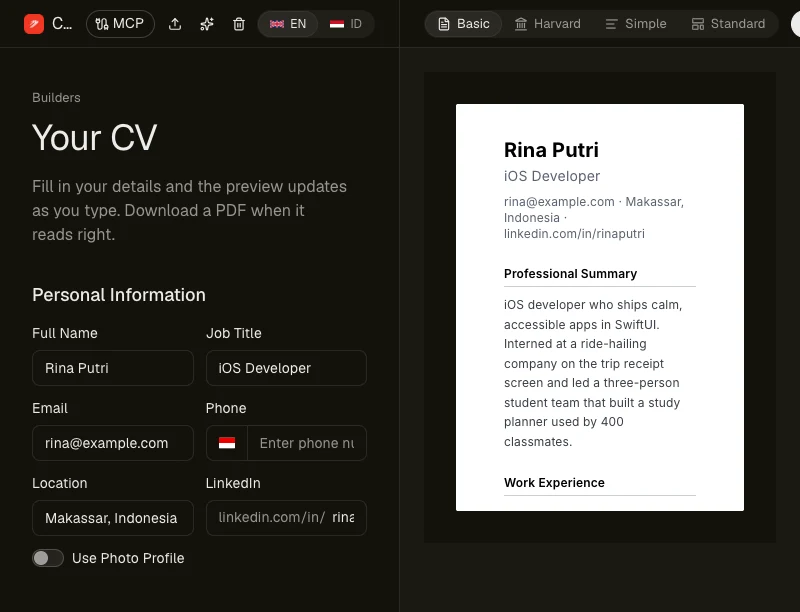 C...
MCP
EN
ID
Basic
Harvard
Simple
Standard
Builders
Your CV
Fill in your details and the preview updates
as you type. Download a PDF when it
reads right.
Personal Information
Full Name
Job Title
Rina Putri
iOS Developer
Email
Phone
rina@example.com
Enter phone nu
Location
LinkedIn
Makassar, Indonesia
linkedin.com/in/ rina
Use Photo Profile
Rina Putri
iOS Developer
rina@example.com · Makassar,
Indonesia ·
linkedin.com/in/rinaputri
Professional Summary
iOS developer who ships calm,
accessible apps in SwiftUI.
Interned at a ride-hailing
company on the trip receipt
screen and led a three-person
student team that built a study
planner used by 400
classmates.
Work Experience